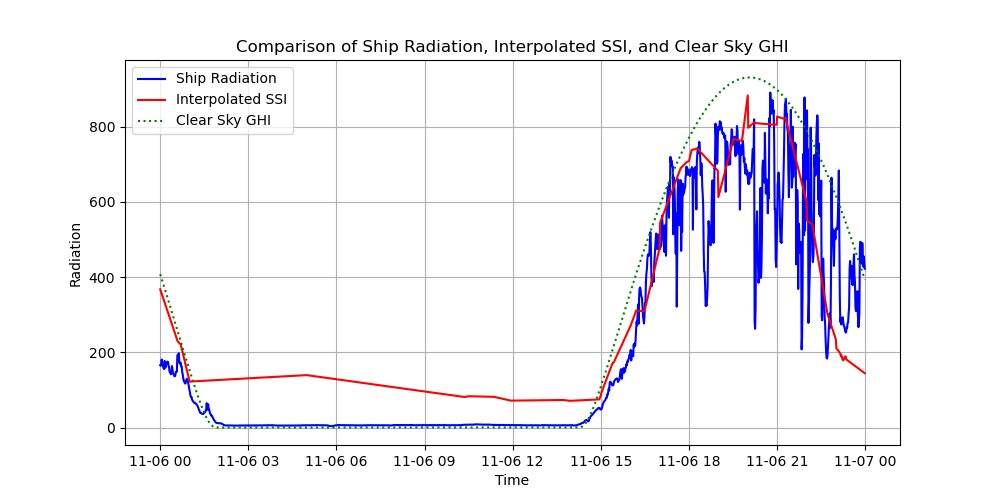 Comparison of Ship Radiation, Interpolated SSI, and Clear Sky GHI
Ship Radiation
Interpolated SSI
Clear Sky GHI
Radiation
800
600
400
200
0
11-06 00 11-06 03 11-06 06 11-06 09 11-06 12 11-06 15 11-06 18 11-06 21 11-07 00
Time